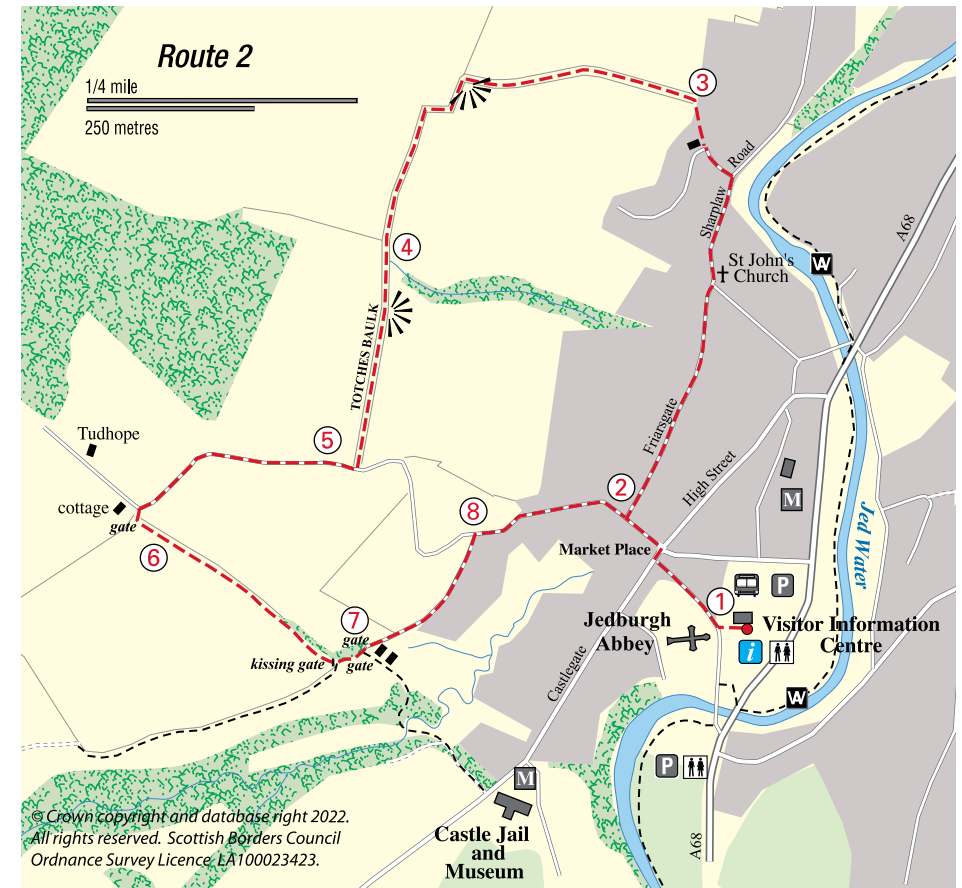 Route 2
1/4 mile
250 metres
3
Road
Sharplaw
A68
4
St John's
Church
TOTCHES BAULK
Friarsgate
Tudhope
5
High Street
cottage
gate
2
8
M
6
Market Place
Jed Water
P
1
7
gate
Jedburgh
Abbey
Visitor Information
Centre
kissing gate
gate
i
Castlegate
P
M
A68
Castle Jail
and
Museum
© Crown copyright and database right 2022.
All rights reserved. Scottish Borders Council
Ordnance Survey Licence LA100023423.